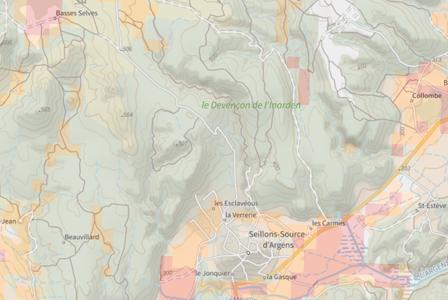 Basses Selves
le Devençon de l'Inarden
Collombe
les Esclaveous
la Verrerie
St-Estève
Jean
les Carmes
Seillons-Source-
d'Argens
Beauvillard
le Jonquier
la Gasque